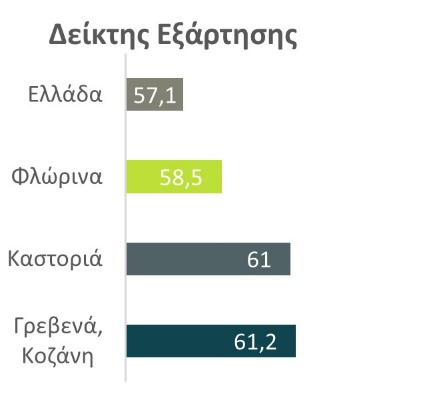 Δείκτης Εξάρτησης
Ελλάδα
57,1
Φλώρινα
58,5
Καστοριά
61
Γρεβενά,
Κοζάνη
61,2